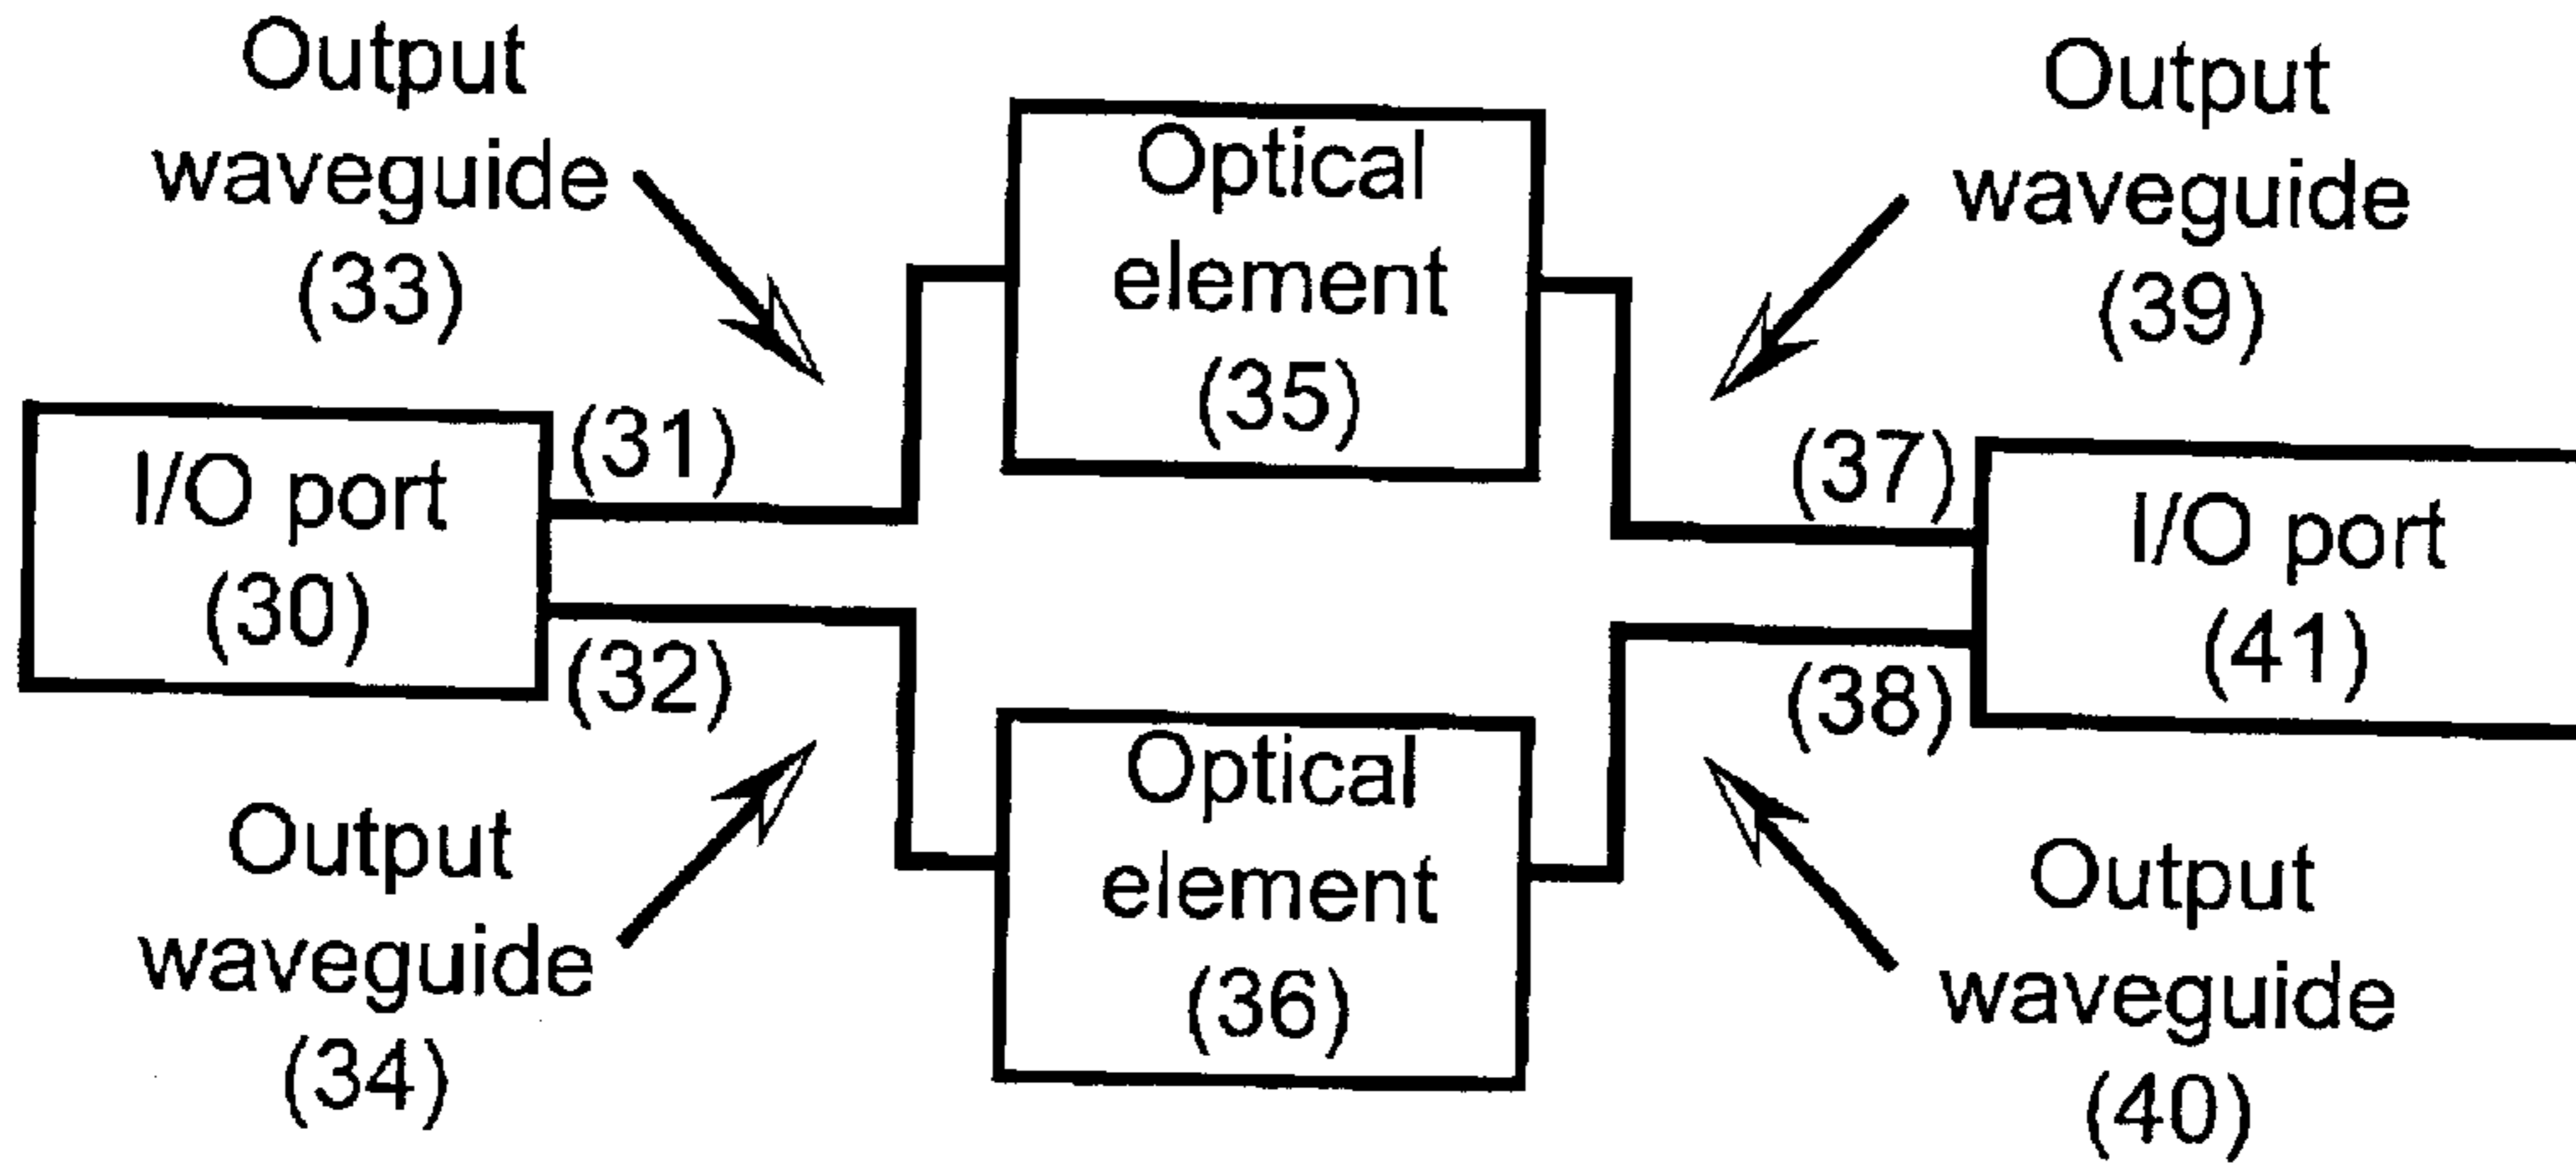 Output
waveguide
(33)
Optical
element
(35)
Output
waveguide
(39)
I/O port
(30)
(31)
(32)
(37)
(38)
I/O port
(41)
Output
waveguide
(34)
Optical
element
(36)
Output
waveguide
(40)